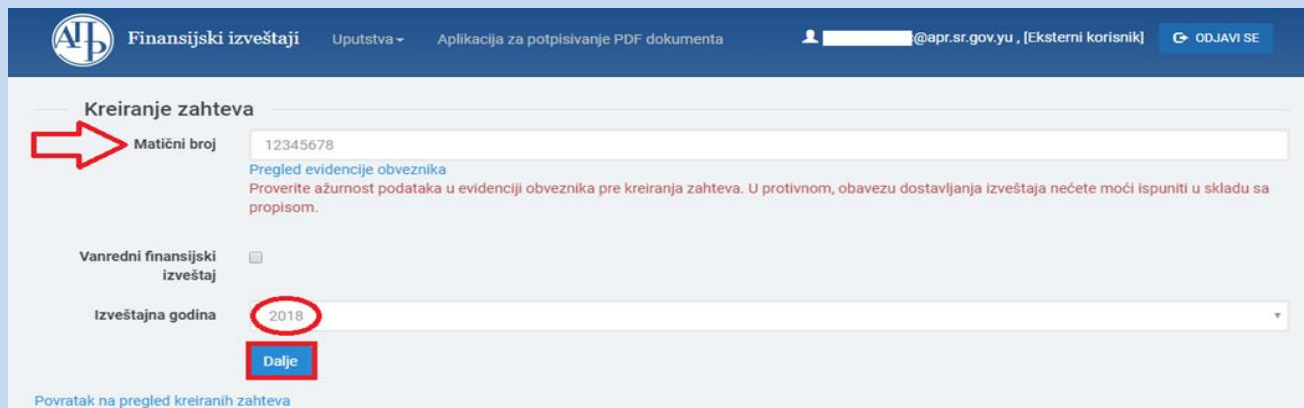 АПР Finansijski izveštaji Uputstva Aplikacija za potpisivanje PDF dokumenta @apr.sr.gov.yu , [Eksterni korisnik] ODJAVI SE
Kreiranje zahteva
Matični broj 12345678
Pregled evidencije obveznika
Proverite ažurnost podataka u evidenciji obveznika pre kreiranja zahteva. U protivnom, obavezu dostavljanja izveštaja nećete moći ispuniti u skladu sa
propisom.
Vanredni finansijski
izveštaj
Izveštajna godina 2018
Dalje
Povratak na pregled kreiranih zahteva